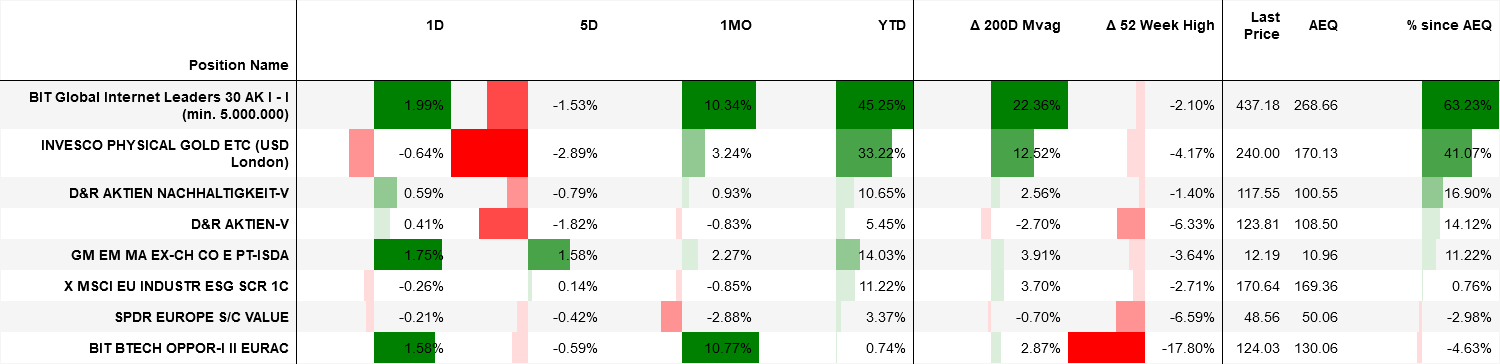 1D 5D 1MO YTD Δ 200D Mvag Δ 52 Week High Last Price AEQ % since AEQ
Position Name
BIT Global Internet Leaders 30 AK I - I (min. 5.000.000) 1.99% -1.53% 10.34% 45.25% 22.36% -2.10% 437.18 268.66 63.23%
INVESCO PHYSICAL GOLD ETC (USD London) -0.64% -2.89% 3.24% 33.22% 12.52% -4.17% 240.00 170.13 41.07%
D&R AKTIEN NACHHALTIGKEIT-V 0.59% -0.79% 0.93% 10.65% 2.56% -1.40% 117.55 100.55 16.90%
D&R AKTIEN-V 0.41% -1.82% -0.83% 5.45% -2.70% -6.33% 123.81 108.50 14.12%
GM EM MA EX-CH CO E PT-ISDA 1.75% 1.58% 2.27% 14.03% 3.91% -3.64% 12.19 10.96 11.22%
X MSCI EU INDUSTR ESG SCR 1C -0.26% 0.14% -0.85% 11.22% 3.70% -2.71% 170.64 169.36 0.76%
SPDR EUROPE S/C VALUE -0.21% -0.42% -2.88% 3.37% -0.70% -6.59% 48.56 50.06 -2.98%
BIT BTECH OPPOR-I II EURAC 1.58% -0.59% 10.77% 0.74% 2.87% -17.80% 124.03 130.06 -4.63%